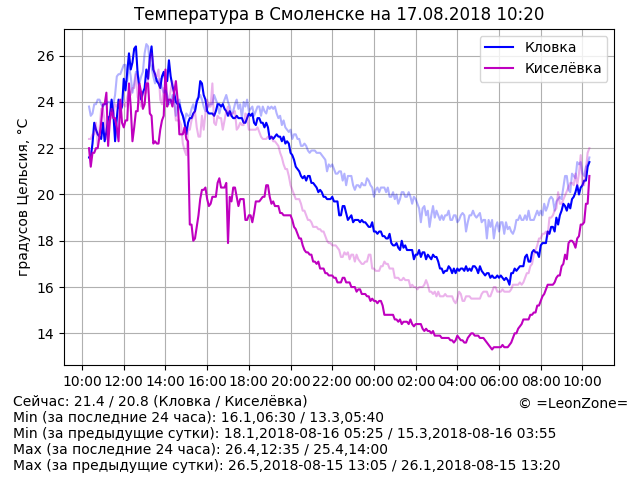 Температура в Смоленске на 17.08.2018 10:20
Кловка
Киселёвка
градусов Цельсия, °C
26
24
22
20
18
16
14
10:00 12:00 14:00 16:00 18:00 20:00 22:00 00:00 02:00 04:00 06:00 08:00 10:00
Сейчас: 21.4 / 20.8 (Кловка / Киселёвка)
© =LeonZone=
Min (за последние 24 часа): 16.1,06:30 / 13.3,05:40
Min (за предыдущие сутки): 18.1,2018-08-16 05:25 / 15.3,2018-08-16 03:55
Max (за последние 24 часа): 26.4,12:35 / 25.4,14:00
Max (за предыдущие сутки): 26.5,2018-08-15 13:05 / 26.1,2018-08-15 13:20